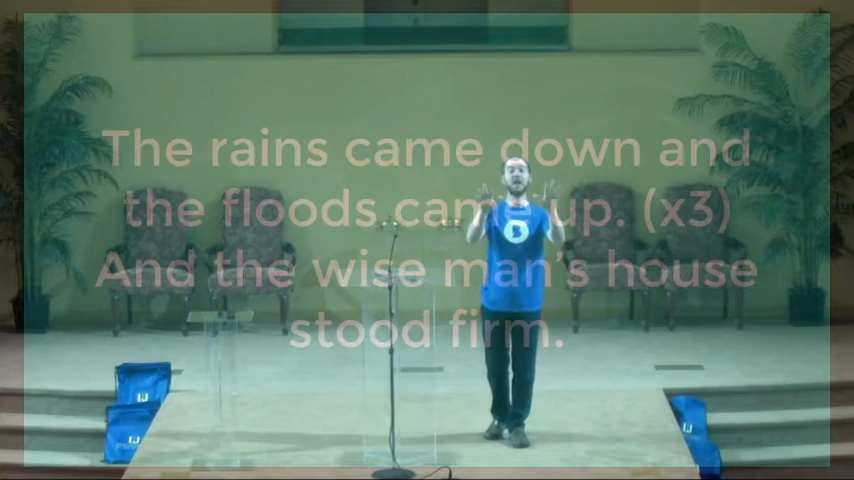 The rains came down and
the floods came up. (x3)
And the wise man's house
stood firm.